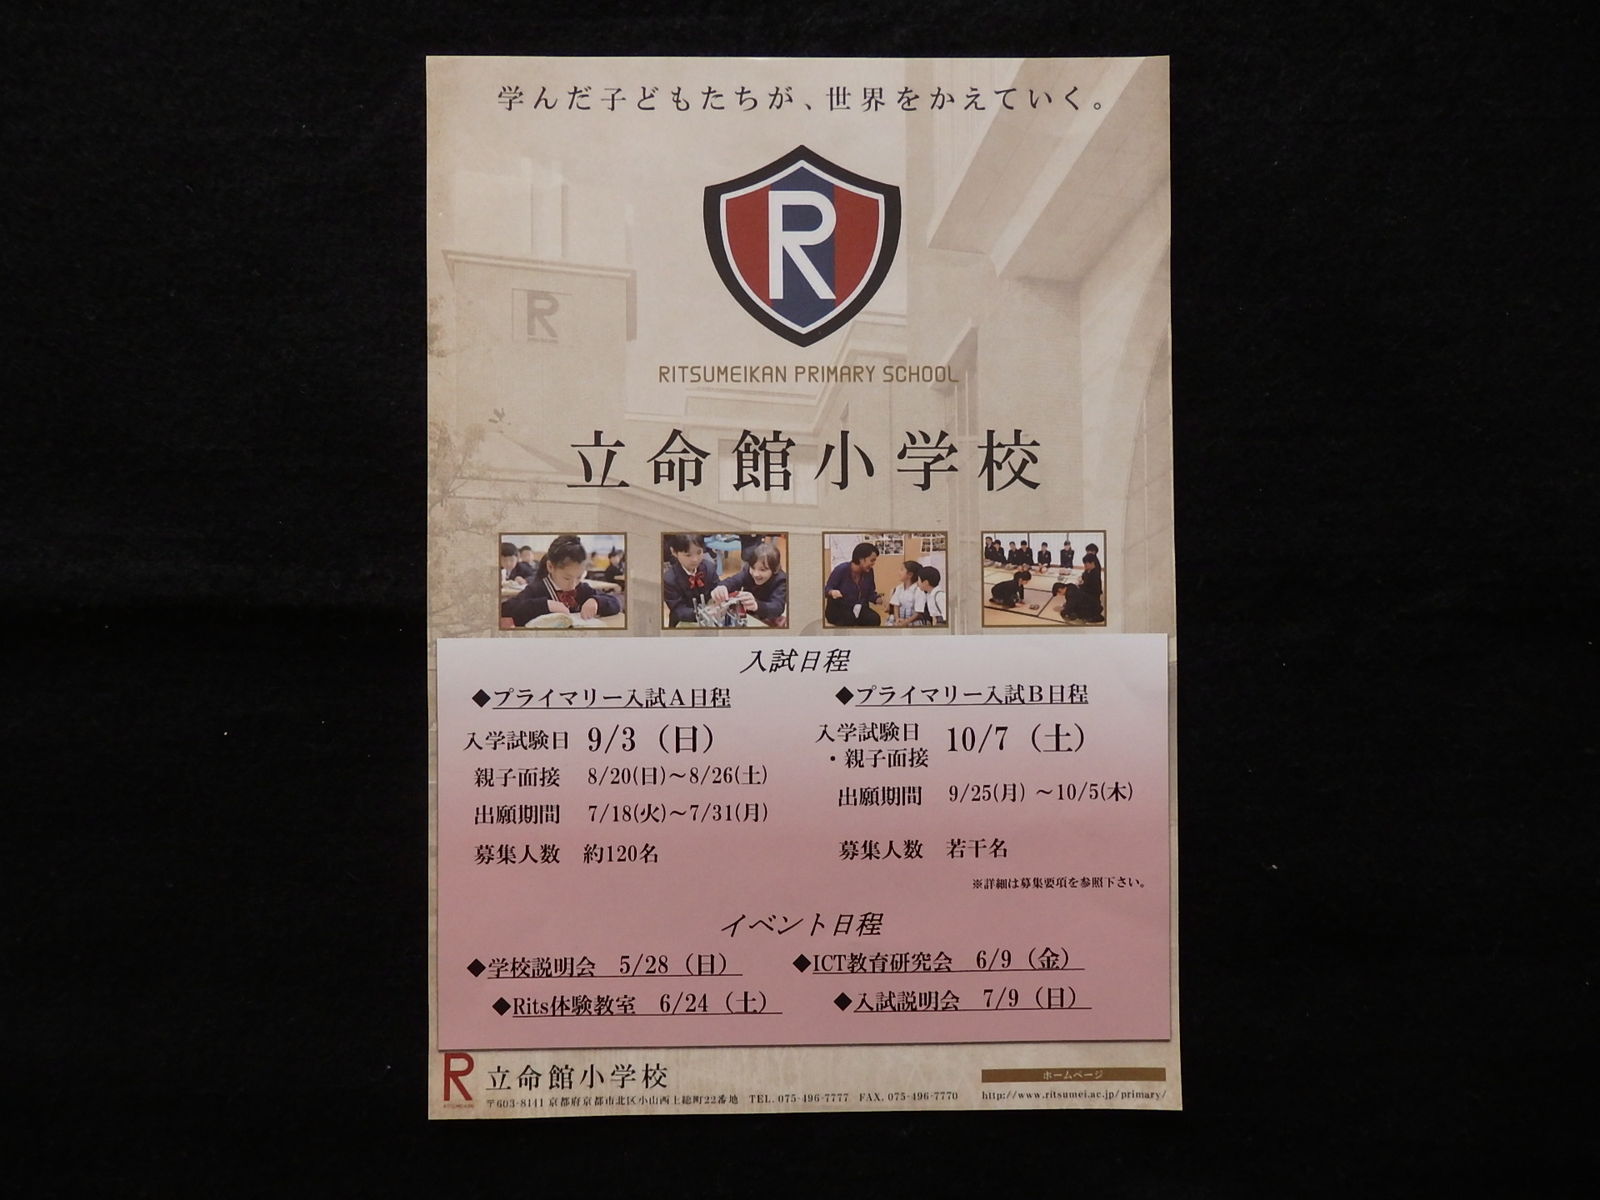 学んだ子どもたちが、世界をかえていく。
R
R
RITSUMEIKAN PRIMARY SCHOOL
立命館小学校
入試日程
◆プライマリー入試A日程
入学試験日 9/3（日）
親子面接 8/20(日)～8/26(土)
出願期間 7/18(火)～7/31(月)
募集人数 約120名
◆プライマリー入試B日程
入学試験日
・親子面接 10/7（土）
出願期間 9/25(月) ～10/5(木)
募集人数 若干名
※詳細は募集要項を参照下さい。
イベント日程
◆学校説明会 5/28（日）
◆ICT教育研究会 6/9（金）
◆Rits体験教室 6/24（土）
◆入試説明会 7/9（日）
R 立命館小学校
〒603-8141 京都府京都市北区小山西上総町22番地 TEL. 075-496-7777 FAX. 075-496-7770
ホームページ
http://www.ritsumei.ac.jp/primary/